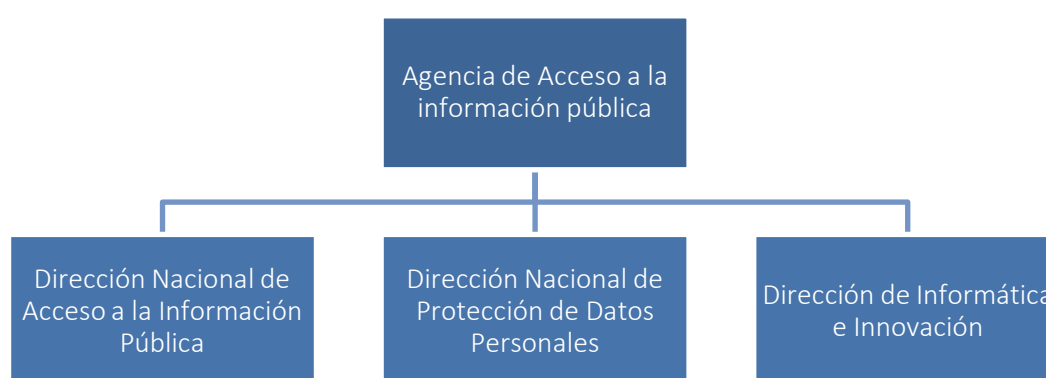 Agencia de Acceso a la
información pública
Dirección Nacional de
Acceso a la Información
Pública
Dirección Nacional de
Protección de Datos
Personales
Dirección de Informática
e Innovación